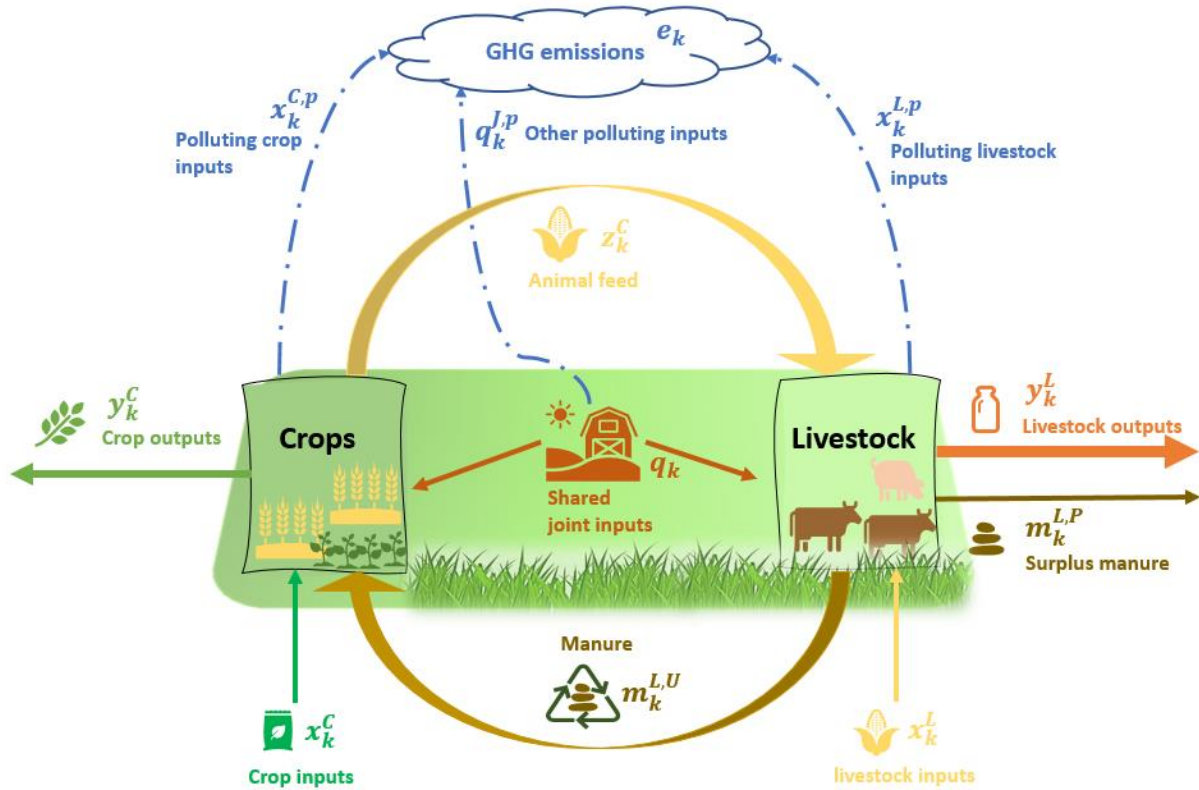 GHG emissions e_k
x_k^{C,p}
Polluting crop
inputs
q_k^{J,p} Other polluting inputs
x_k^{L,p}
Polluting livestock
inputs
z_k^C
Animal feed
y_k^C
Crop outputs
Crops
q_k
Shared
joint inputs
Livestock
y_k^L
Livestock outputs
m_k^{L,P}
Surplus manure
Manure
m_k^{L,U}
x_k^C
Crop inputs
x_k^L
livestock inputs